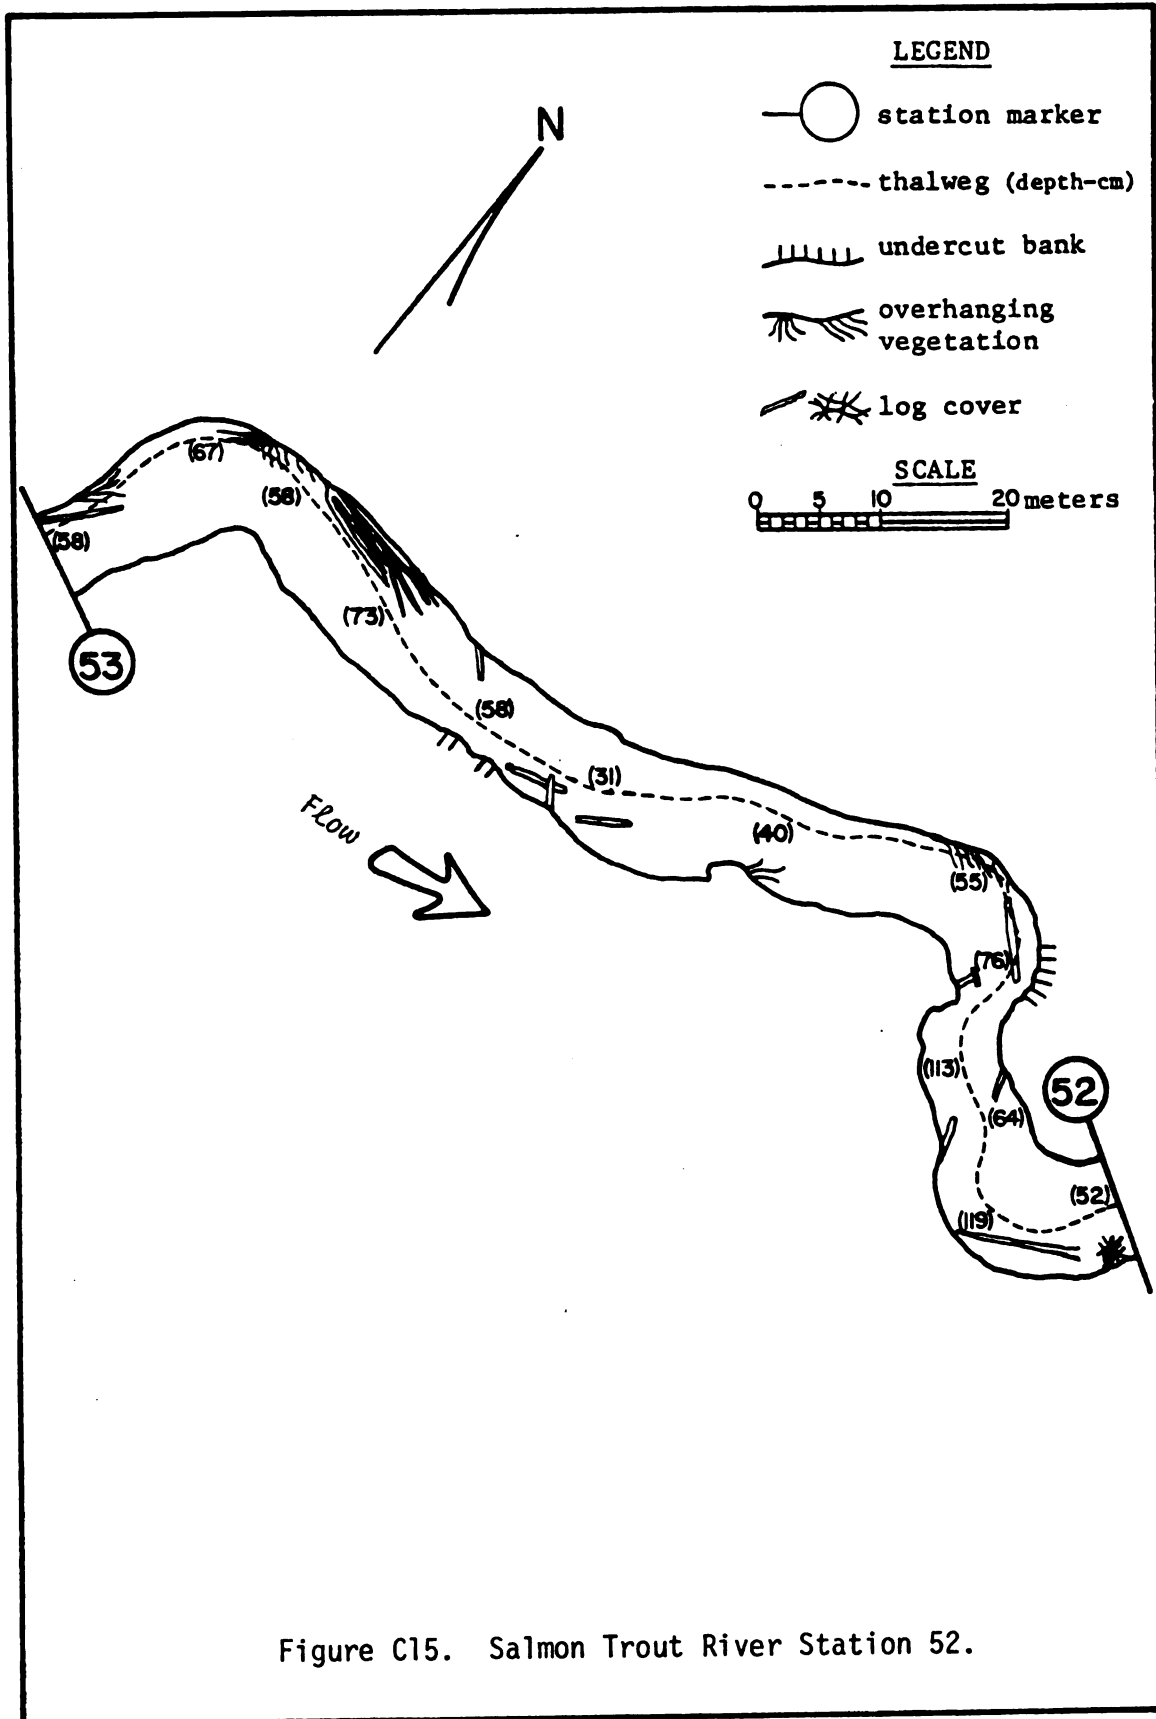 LEGEND
station marker
thalweg (depth-cm)
undercut bank
overhanging
vegetation
log cover
SCALE
0 5 10 20 meters
N
(67)
(58)
(58)
53
(73)
(58)
(31)
Flow
(40)
(55)
(76)
(113)
52
(64)
(52)
(119)
Figure C15. Salmon Trout River Station 52.